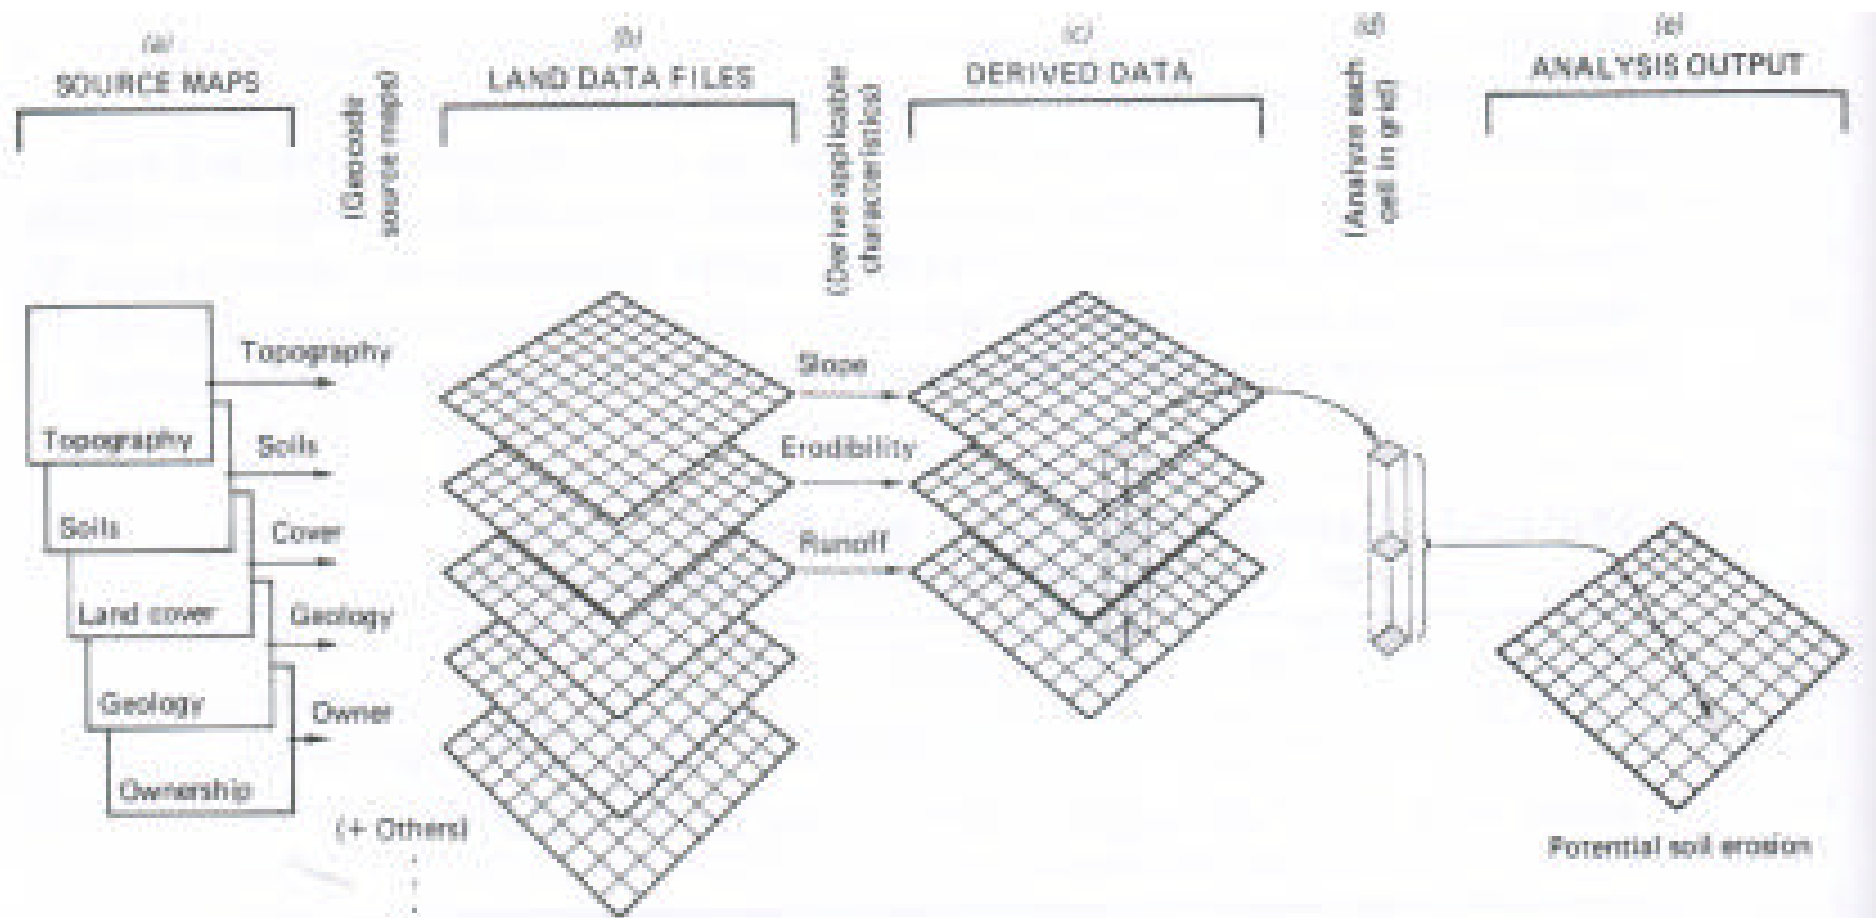 (a)
SOURCE MAPS
(Geocode
source maps)
(b)
LAND DATA FILES
(Derive applicable
characteristics)
(c)
DERIVED DATA
(d)
(Analyze each
cell in grid)
(e)
ANALYSIS OUTPUT
Topography
Topography
Soils
Soils
Cover
Land cover
Geology
Geology
Owner
Ownership
(+ Others)
Slope
Erodibility
Runoff
Potential soil erosion